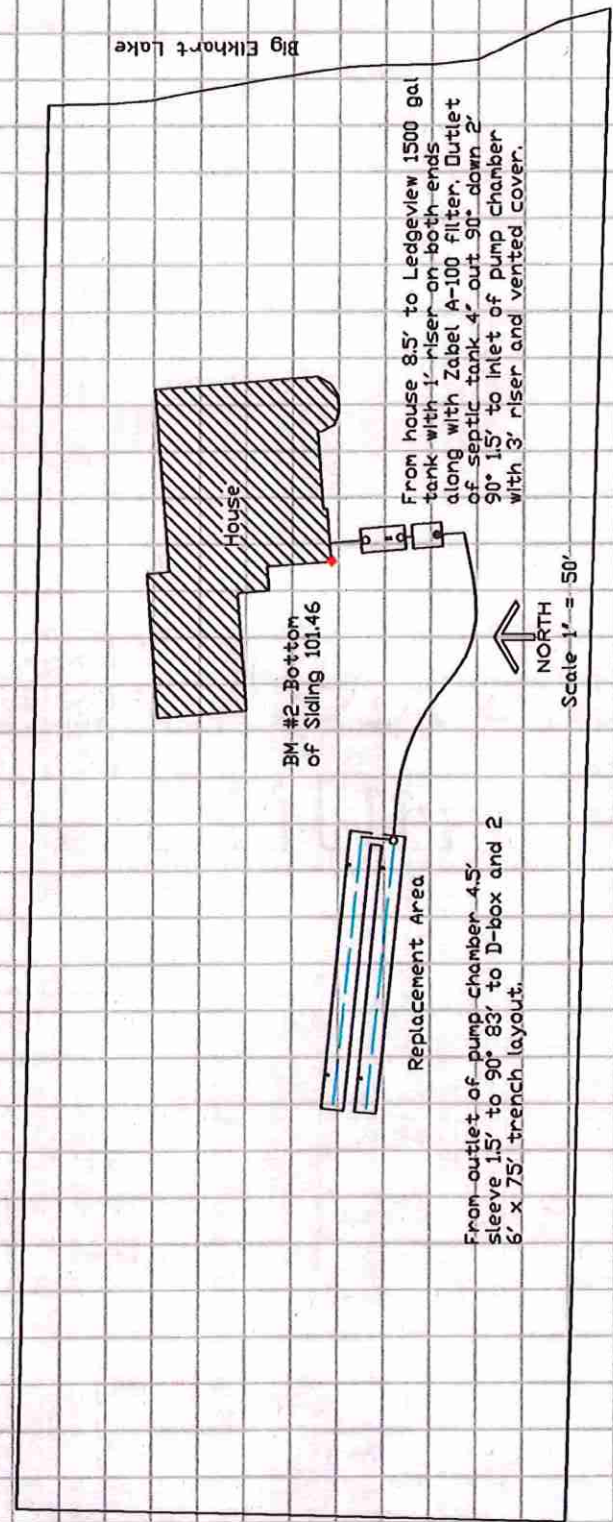 Big Elkhart Lake
House
BM #2 Bottom
of Siding 101.46
From house 8.5' to Ledgeview 1500 gal
tank with 1' riser on both ends
along with Zabel A-100 filter. Outlet
of septic tank 4' out 90° down 2'
90° 1.5' to inlet of pump chamber
with 3' riser and vented cover.
NORTH
Scale 1" = 50'
Replacement Area
From outlet of pump chamber 4.5'
sleeve 1.5' to 90° 83' to D-box and 2
6' x 75' trench layout.